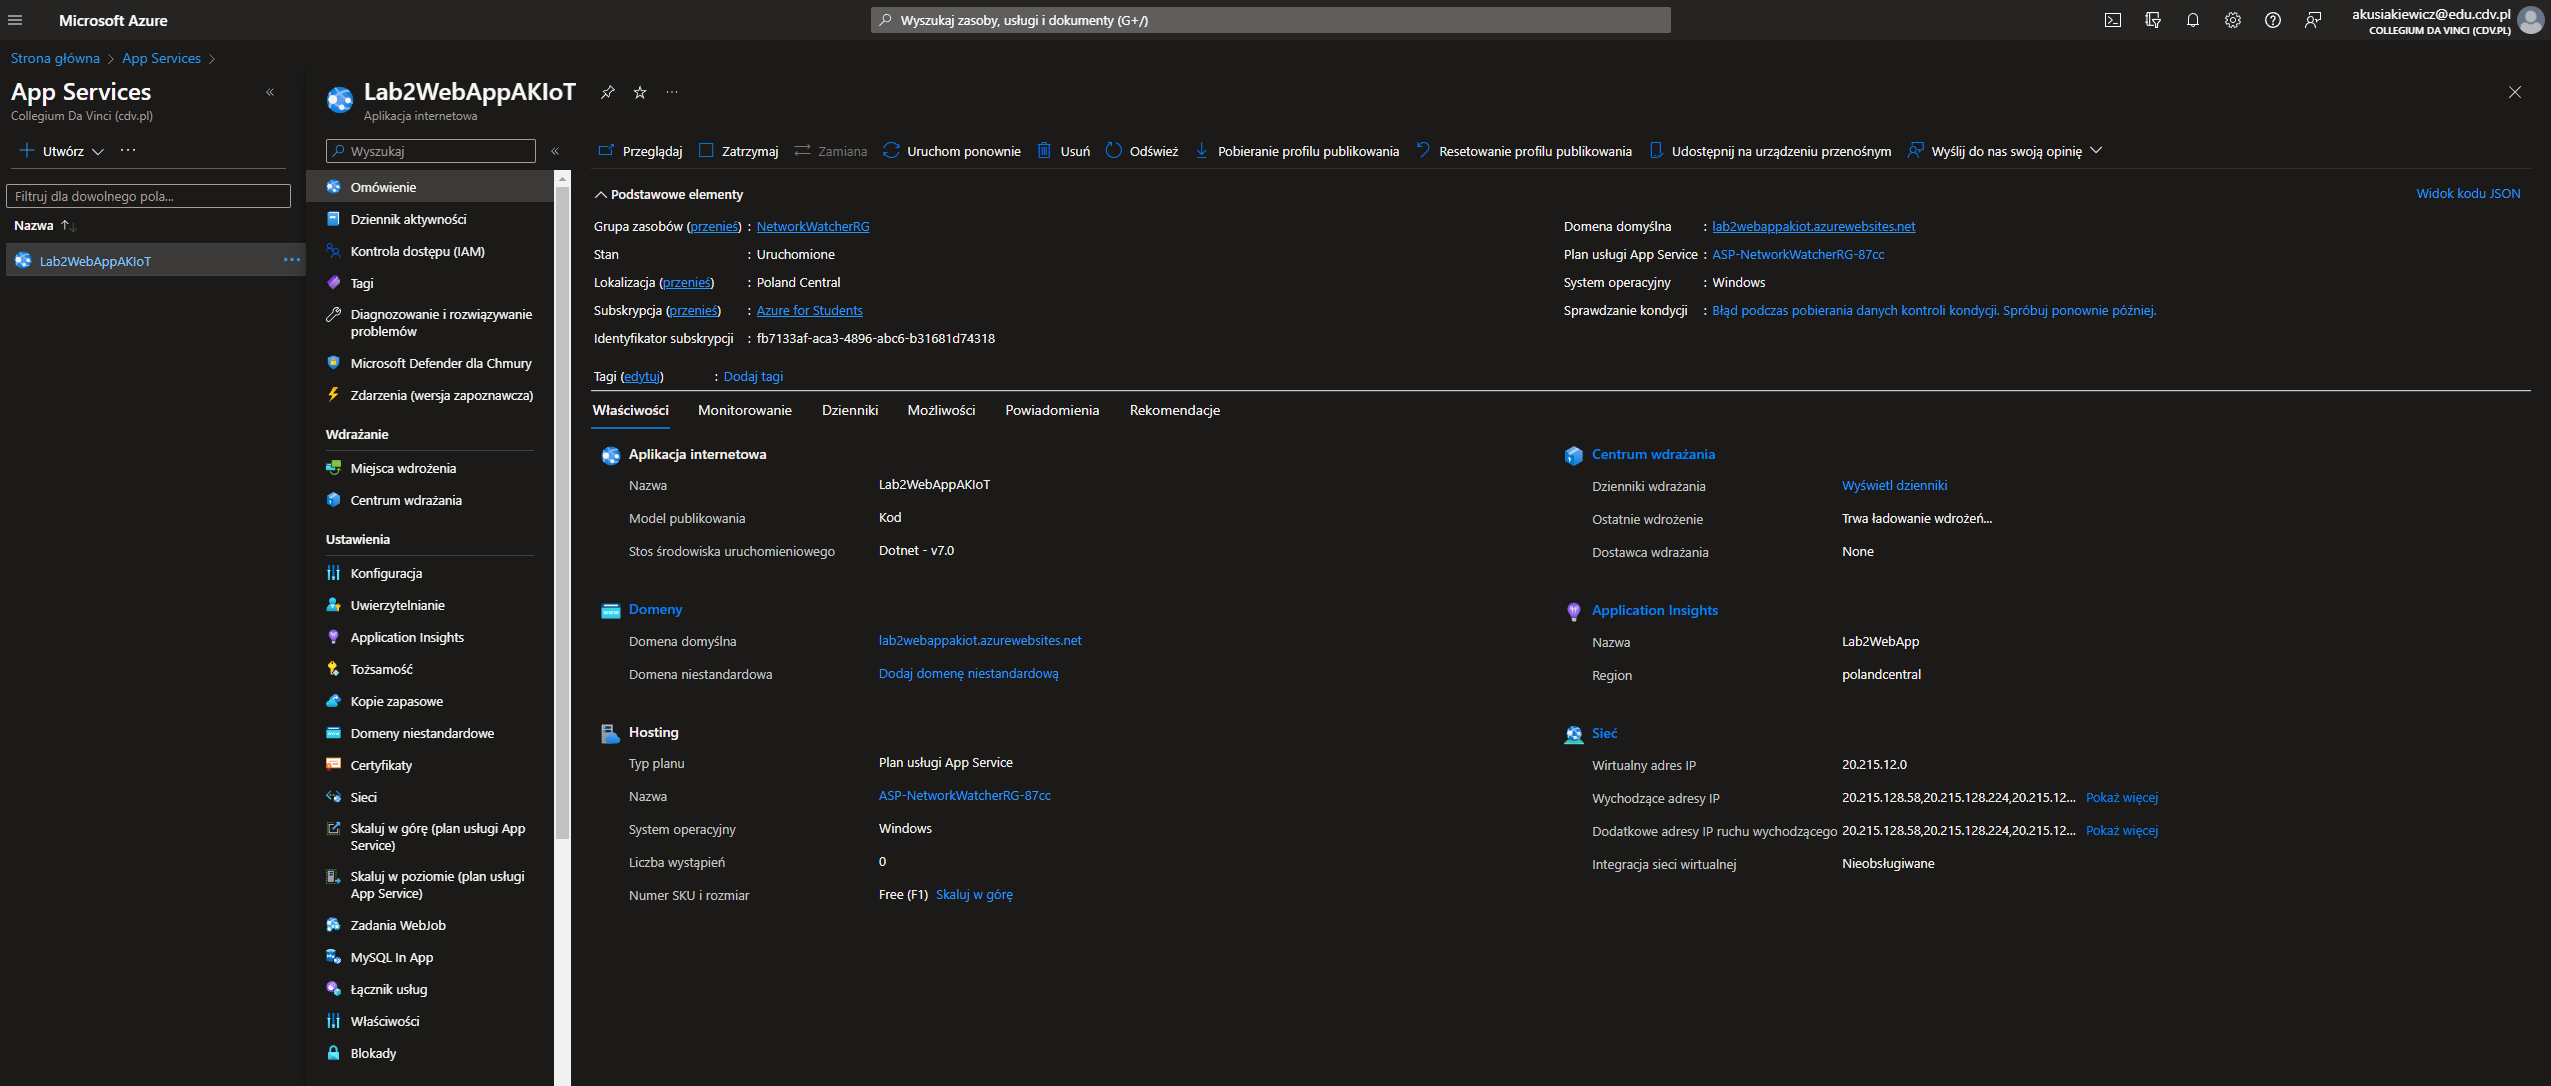 Microsoft Azure
Wyszukaj zasoby, usługi i dokumenty (G+/)
akusiakiewicz@edu.cdv.pl
COLLEGIUM DA VINCI (CDV.PL)
Strona główna > App Services >
App Services
Collegium Da Vinci (cdv.pl)
Utwórz
Filtruj dla dowolnego pola...
Nazwa
Lab2WebAppAKIoT
Lab2WebAppAKIoT
Aplikacja internetowa
Wyszukaj
Omówienie
Dziennik aktywności
Kontrola dostępu (IAM)
Tagi
Diagnozowanie i rozwiązywanie
problemów
Microsoft Defender dla Chmury
Zdarzenia (wersja zapoznawcza)
Wdrażanie
Miejsca wdrożenia
Centrum wdrażania
Ustawienia
Konfiguracja
Uwierzytelnianie
Application Insights
Tożsamość
Kopie zapasowe
Domeny niestandardowe
Certyfikaty
Sieci
Skaluj w górę (plan usługi App
Service)
Skaluj w poziomie (plan usługi
App Service)
Zadania WebJob
MySQL In App
Łącznik usług
Właściwości
Blokady
Przeglądaj Zatrzymaj Zamiana Uruchom ponownie Usuń Odśwież Pobieranie profilu publikowania Resetowanie profilu publikowania Udostępnij na urządzeniu przenośnym Wyślij do nas swoją opinię
Podstawowe elementy
Widok kodu JSON
Grupa zasobów (przenieś) : NetworkWatcherRG
Stan : Uruchomione
Lokalizacja (przenieś) : Poland Central
Subskrypcja (przenieś) : Azure for Students
Identyfikator subskrypcji : fb7133af-aca3-4896-abc6-b31681d74318
Domena domyślna : lab2webappakiot.azurewebsites.net
Plan usługi App Service : ASP-NetworkWatcherRG-87cc
System operacyjny : Windows
Sprawdzanie kondycji : Błąd podczas pobierania danych kontroli kondycji. Spróbuj ponownie później.
Tagi (edytuj) : Dodaj tagi
Właściwości Monitorowanie Dzienniki Możliwości Powiadomienia Rekomendacje
Aplikacja internetowa
Nazwa Lab2WebAppAKIoT
Model publikowania Kod
Stos środowiska uruchomieniowego Dotnet - v7.0
Domeny
Domena domyślna lab2webappakiot.azurewebsites.net
Domena niestandardowa Dodaj domenę niestandardową
Hosting
Typ planu Plan usługi App Service
Nazwa ASP-NetworkWatcherRG-87cc
System operacyjny Windows
Liczba wystąpień 0
Numer SKU i rozmiar Free (F1) Skaluj w górę
Centrum wdrażania
Dzienniki wdrażania Wyświetl dzienniki
Ostatnie wdrożenie Trwa ładowanie wdrożeń...
Dostawca wdrażania None
Application Insights
Nazwa Lab2WebApp
Region polandcentral
Sieć
Wirtualny adres IP 20.215.12.0
Wychodzące adresy IP 20.215.128.58,20.215.128.224,20.215.12... Pokaż więcej
Dodatkowe adresy IP ruchu wychodzącego 20.215.128.58,20.215.128.224,20.215.12... Pokaż więcej
Integracja sieci wirtualnej Nieobsługiwane